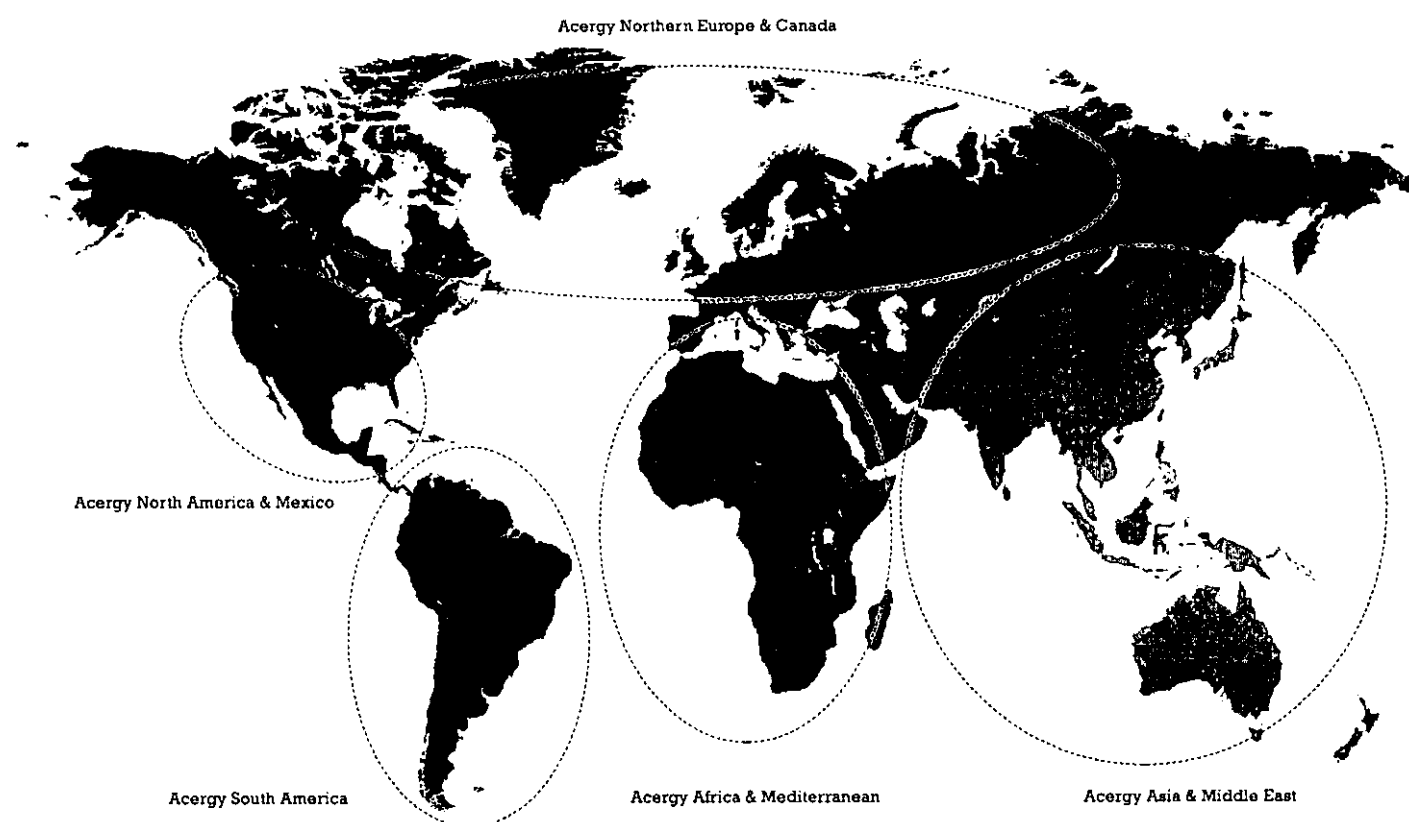 Acergy Northern Europe & Canada
Acergy North America & Mexico
Acergy South America
Acergy Africa & Mediterranean
Acergy Asia & Middle East